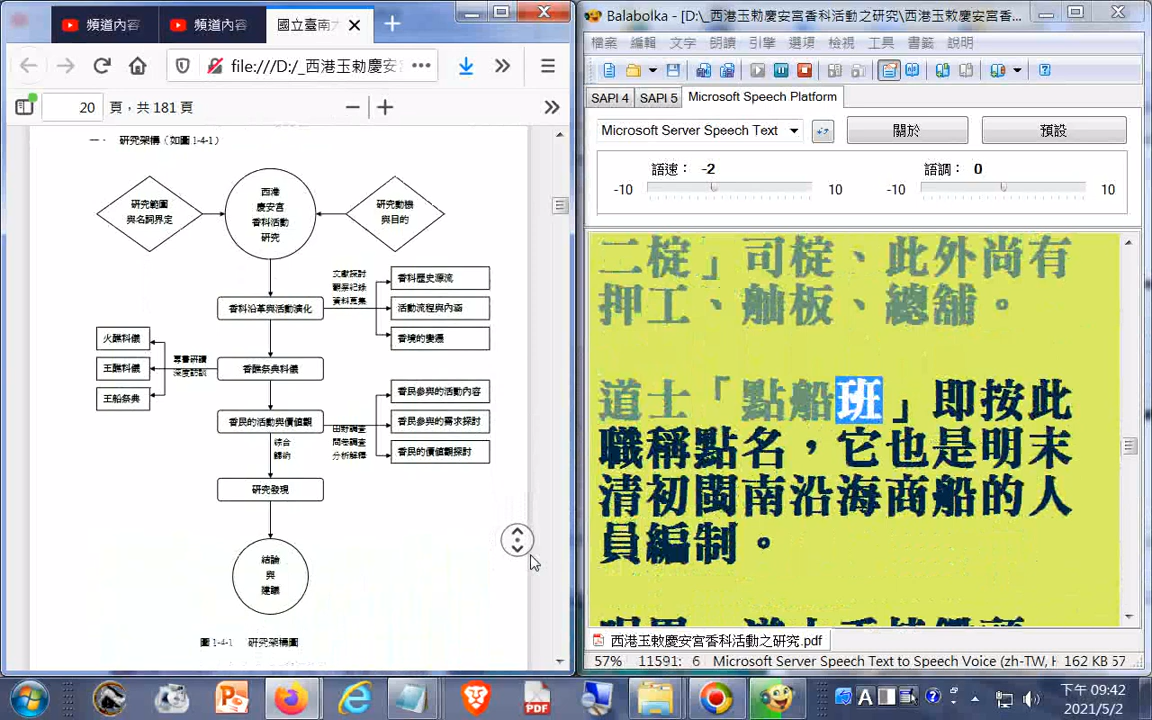 頻道內容
頻道內容
國立臺南大
file:///D:/_西港玉勅慶安宮
20 頁，共 181 頁
一、 研究架構（如圖 1-4-1）
研究範圍
與名詞界定
西港
慶安宮
香科活動
研究
研究動機
與目的
文獻探討
觀察紀錄
資料蒐集
香科歷史源流
活動流程與內涵
香境的變遷
香科沿革與活動演化
火醮科儀
王醮科儀
王船祭典
專書研讀
深度訪談
香醮祭典科儀
香民的活動與價值觀
田野調查
問卷調查
分析解釋
香民參與的活動內容
香民參與的需求探討
香民的價值觀探討
綜合
歸納
研究發現
結論
與
建議
圖 1-4-1 研究架構圖
Balabolka - [D:\_西港玉勅慶安宮香科活動之研究\西港玉敕慶安宮香...
檔案 編輯 文字 朗讀 引擎 選項 檢視 工具 書籤 說明
SAPI 4 SAPI 5 Microsoft Speech Platform
Microsoft Server Speech Text
關於
預設
語速： -2
語調： 0
-10 10 -10 10
二椗」司椗、此外尚有
押工、舢板、總舖。
道士「點船班」即按此
職稱點名，它也是明末
清初閩南沿海商船的人
員編制。
西港玉敕慶安宮香科活動之研究.pdf
57% 11591: 6 Microsoft Server Speech Text to Speech Voice (zh-TW, H 162 KB 57
PDF
下午 09:42
2021/5/2